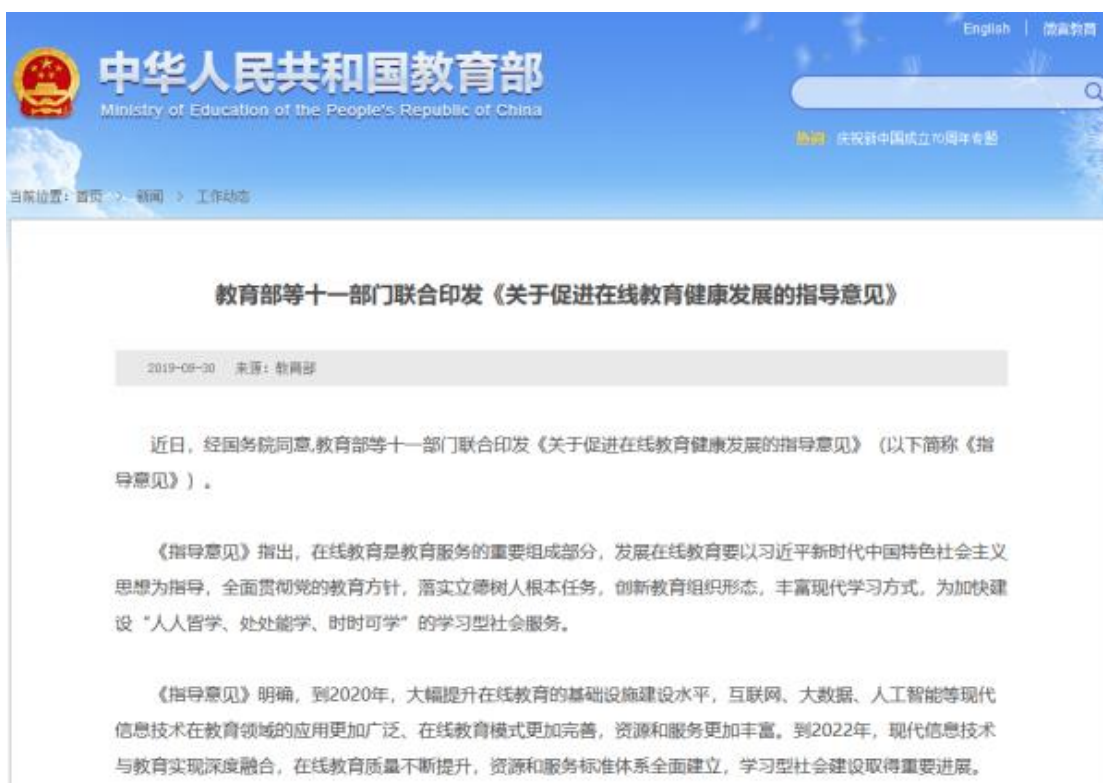 English | 微言教育
中华人民共和国教育部
Ministry of Education of the People's Republic of China
热词: 庆祝新中国成立70周年专题
当前位置: 首页 > 新闻 > 工作动态
教育部等十一部门联合印发《关于促进在线教育健康发展的指导意见》
2019-09-30 来源: 教育部
近日，经国务院同意,教育部等十一部门联合印发《关于促进在线教育健康发展的指导意见》（以下简称《指
导意见》）。
《指导意见》指出，在线教育是教育服务的重要组成部分，发展在线教育要以习近平新时代中国特色社会主义
思想为指导，全面贯彻党的教育方针，落实立德树人根本任务，创新教育组织形态，丰富现代学习方式，为加快建
设“人人皆学、处处能学、时时可学”的学习型社会服务。
《指导意见》明确，到2020年，大幅提升在线教育的基础设施建设水平，互联网、大数据、人工智能等现代
信息技术在教育领域的应用更加广泛、在线教育模式更加完善，资源和服务更加丰富。到2022年，现代信息技术
与教育实现深度融合，在线教育质量不断提升，资源和服务标准体系全面建立，学习型社会建设取得重要进展。